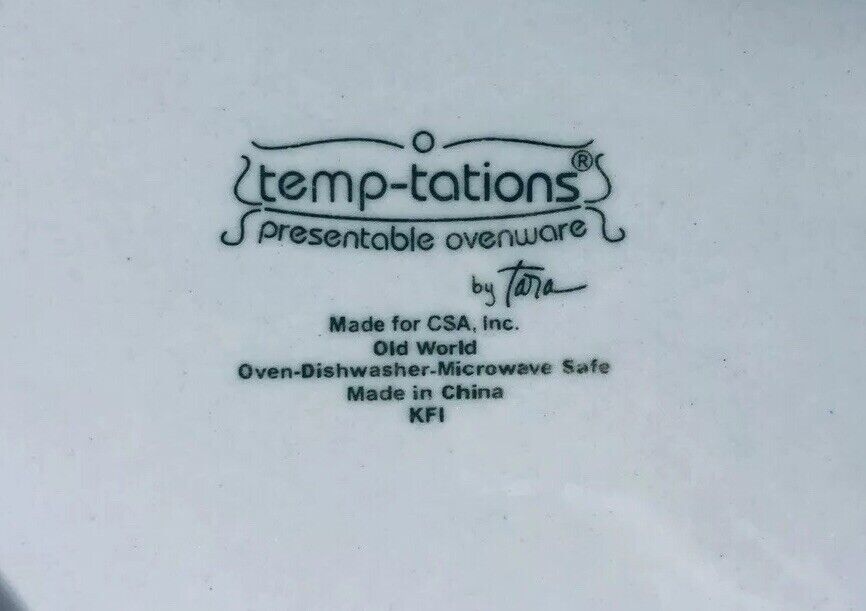 temp-tations®
presentable ovenware
by Tara
Made for CSA, Inc.
Old World
Oven-Dishwasher-Microwave Safe
Made in China
KFI